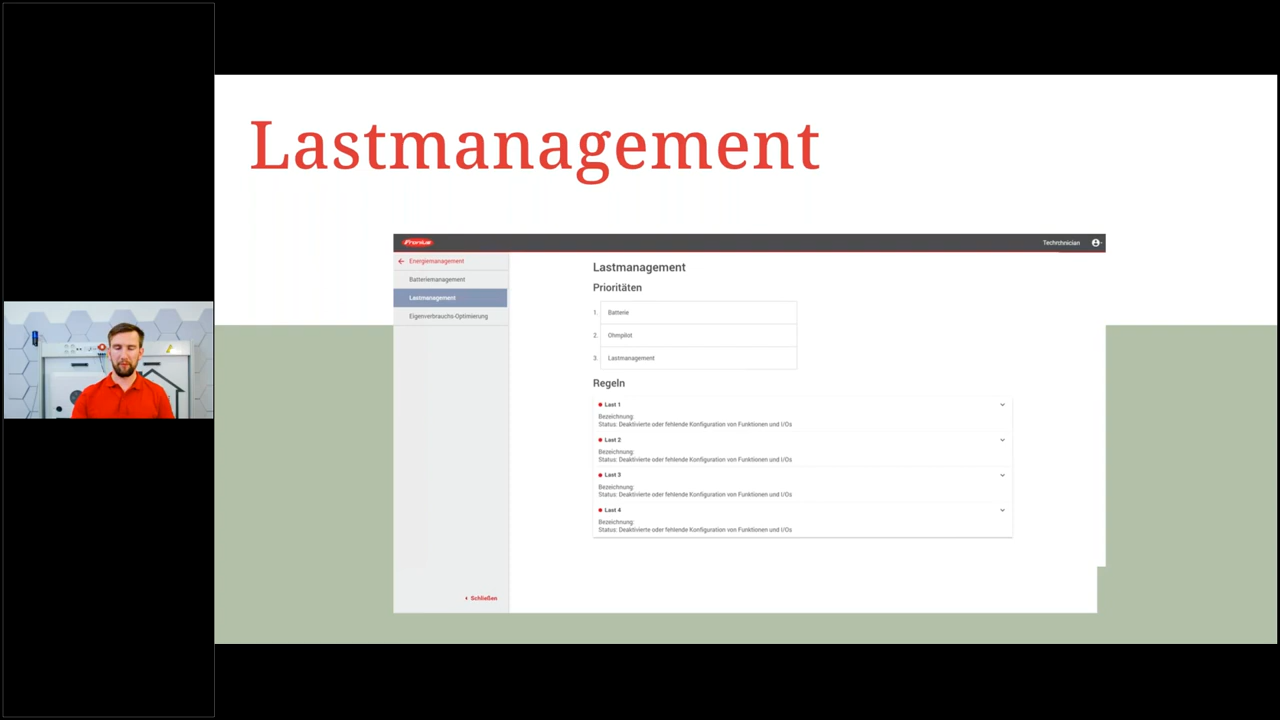 Lastmanagement
Fronius
Technician
Energiemanagement
Batteriemanagement
Lastmanagement
Eigenverbrauchs-Optimierung
Schließen
Lastmanagement
Prioritäten
1. Batterie
2. Ohmpilot
3. Lastmanagement
Regeln
Last 1
Bezeichnung:
Status: Deaktivierte oder fehlende Konfiguration von Funktionen und I/Os
Last 2
Bezeichnung:
Status: Deaktivierte oder fehlende Konfiguration von Funktionen und I/Os
Last 3
Bezeichnung:
Status: Deaktivierte oder fehlende Konfiguration von Funktionen und I/Os
Last 4
Bezeichnung:
Status: Deaktivierte oder fehlende Konfiguration von Funktionen und I/Os